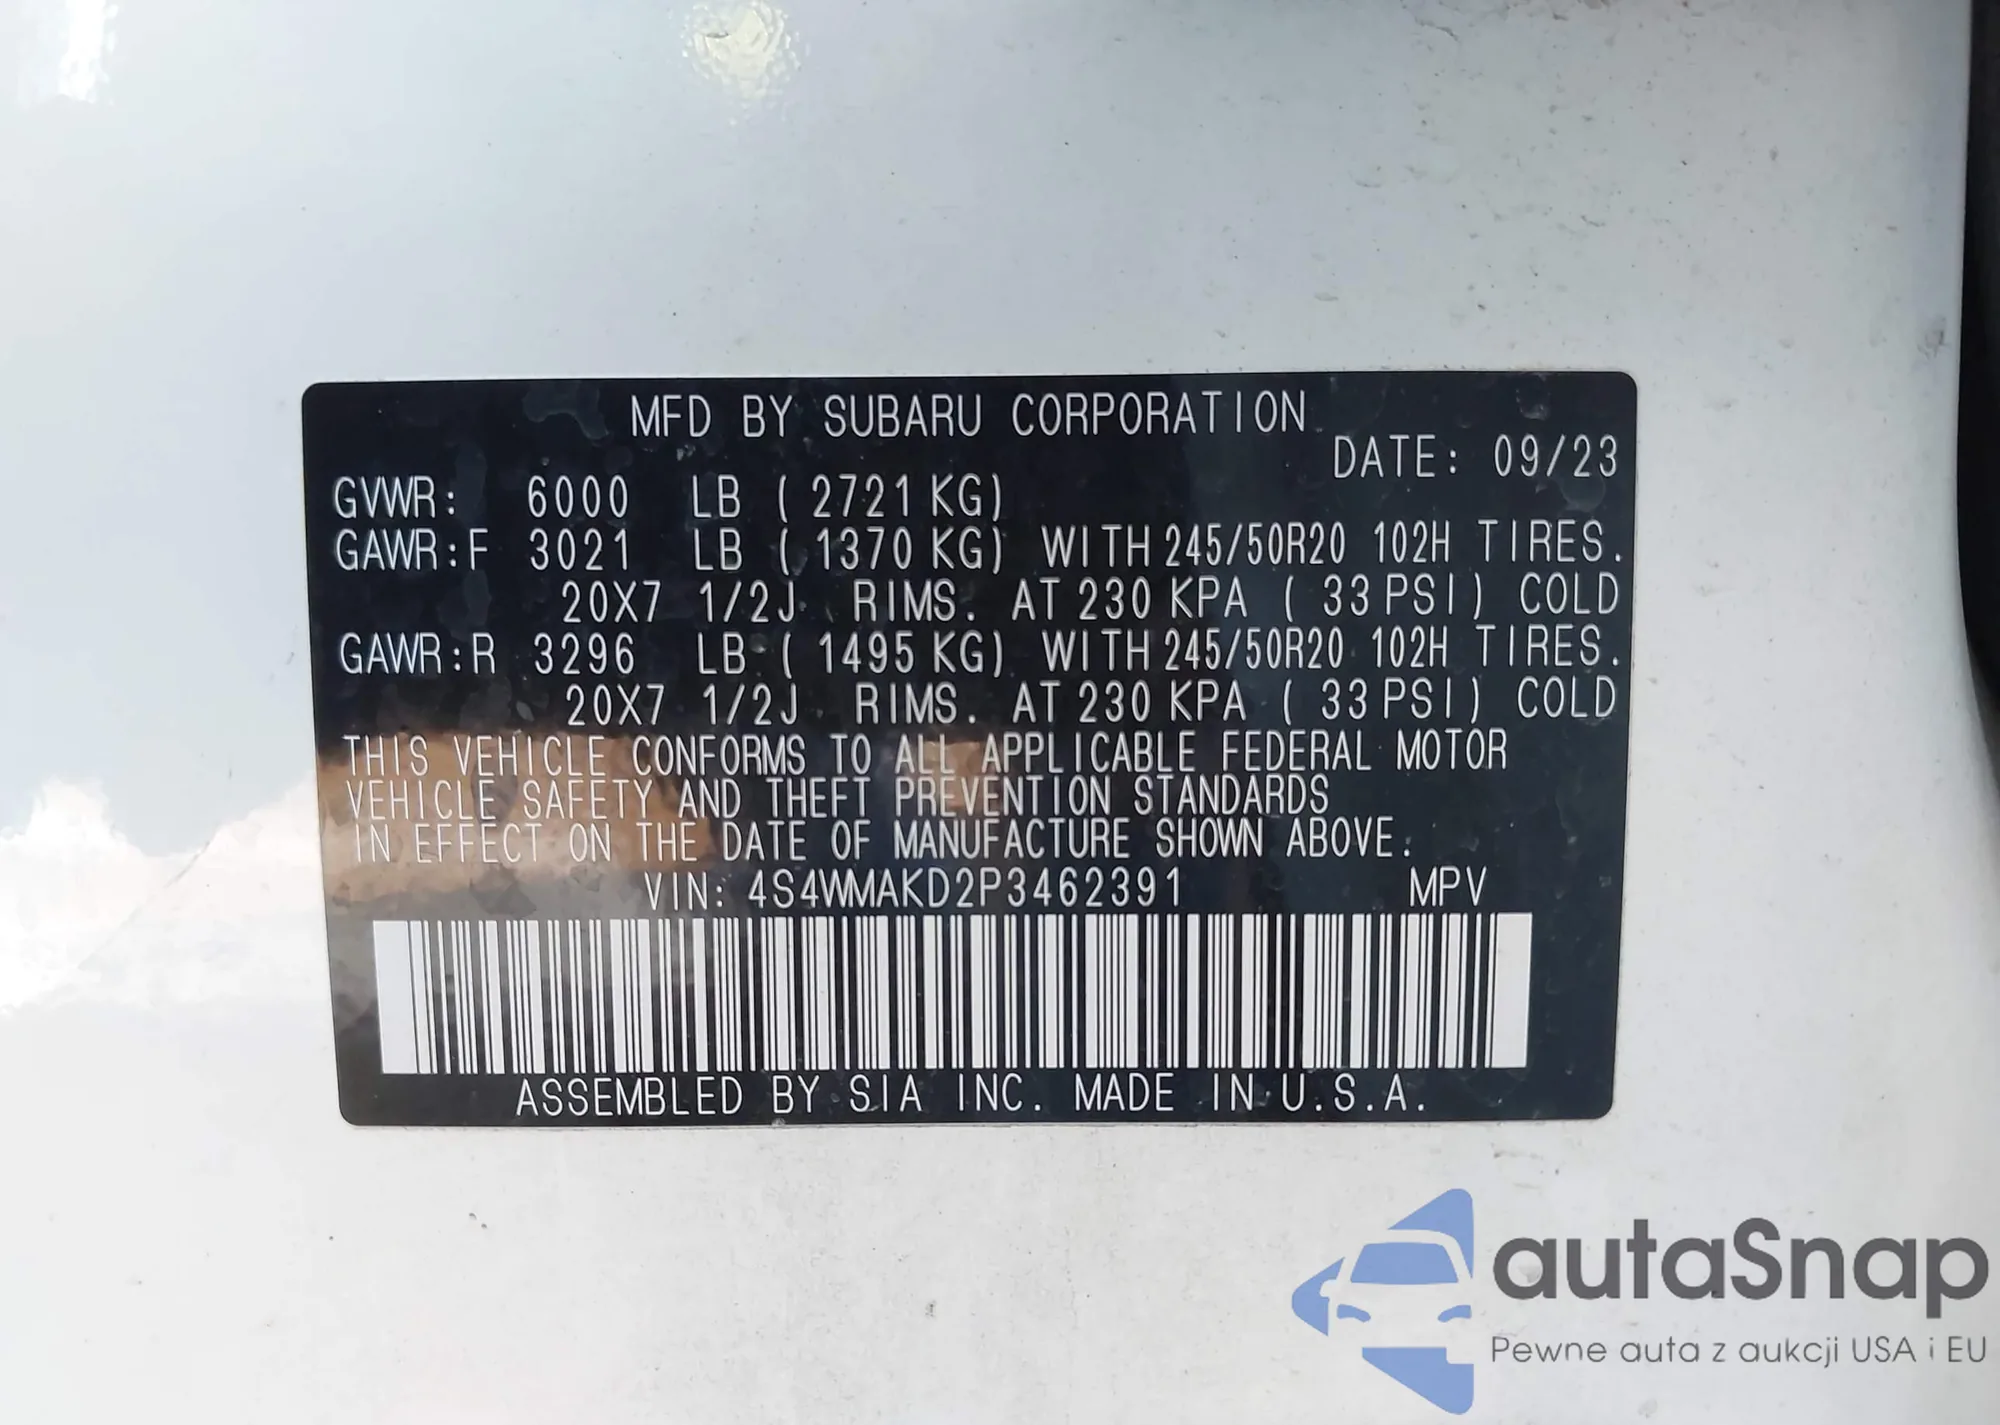 MFD BY SUBARU CORPORATION
DATE: 09/23
GVWR: 6000 LB ( 2721 KG)
GAWR:F 3021 LB ( 1370 KG) WITH 245/50R20 102H TIRES.
20X7 1/2J RIMS. AT 230 KPA ( 33 PSI) COLD
GAWR:R 3296 LB ( 1495 KG) WITH 245/50R20 102H TIRES.
20X7 1/2J RIMS. AT 230 KPA ( 33 PSI) COLD
THIS VEHICLE CONFORMS TO ALL APPLICABLE FEDERAL MOTOR
VEHICLE SAFETY AND THEFT PREVENTION STANDARDS
IN EFFECT ON THE DATE OF MANUFACTURE SHOWN ABOVE.
VIN: 4S4WMAKD2P3462391 MPV
ASSEMBLED BY SIA INC. MADE IN U.S.A.
autaSnap
Pewne auta z aukcji USA i EU